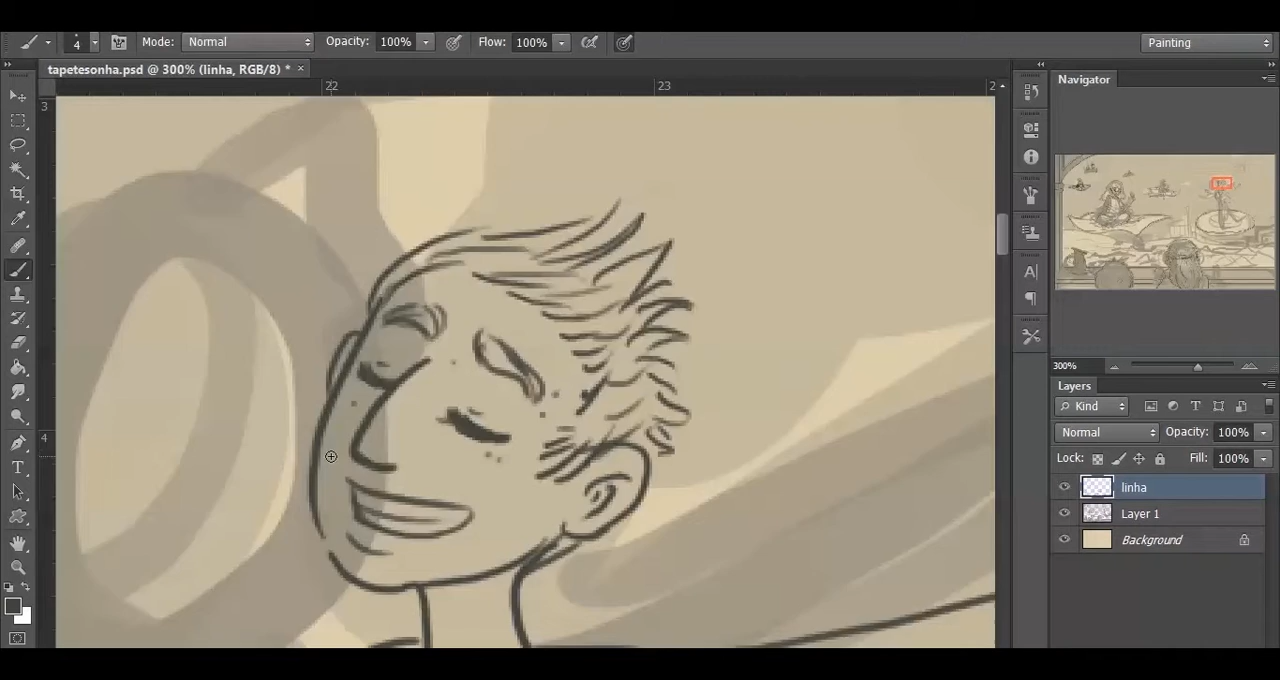 4 Mode: Normal Opacity: 100% Flow: 100% Painting
tapetesonha.psd @ 300% (linha, RGB/8) * ×
22 23 2
3
4
Navigator
300%
Layers
Kind
Normal Opacity: 100%
Lock: Fill: 100%
linha
Layer 1
Background